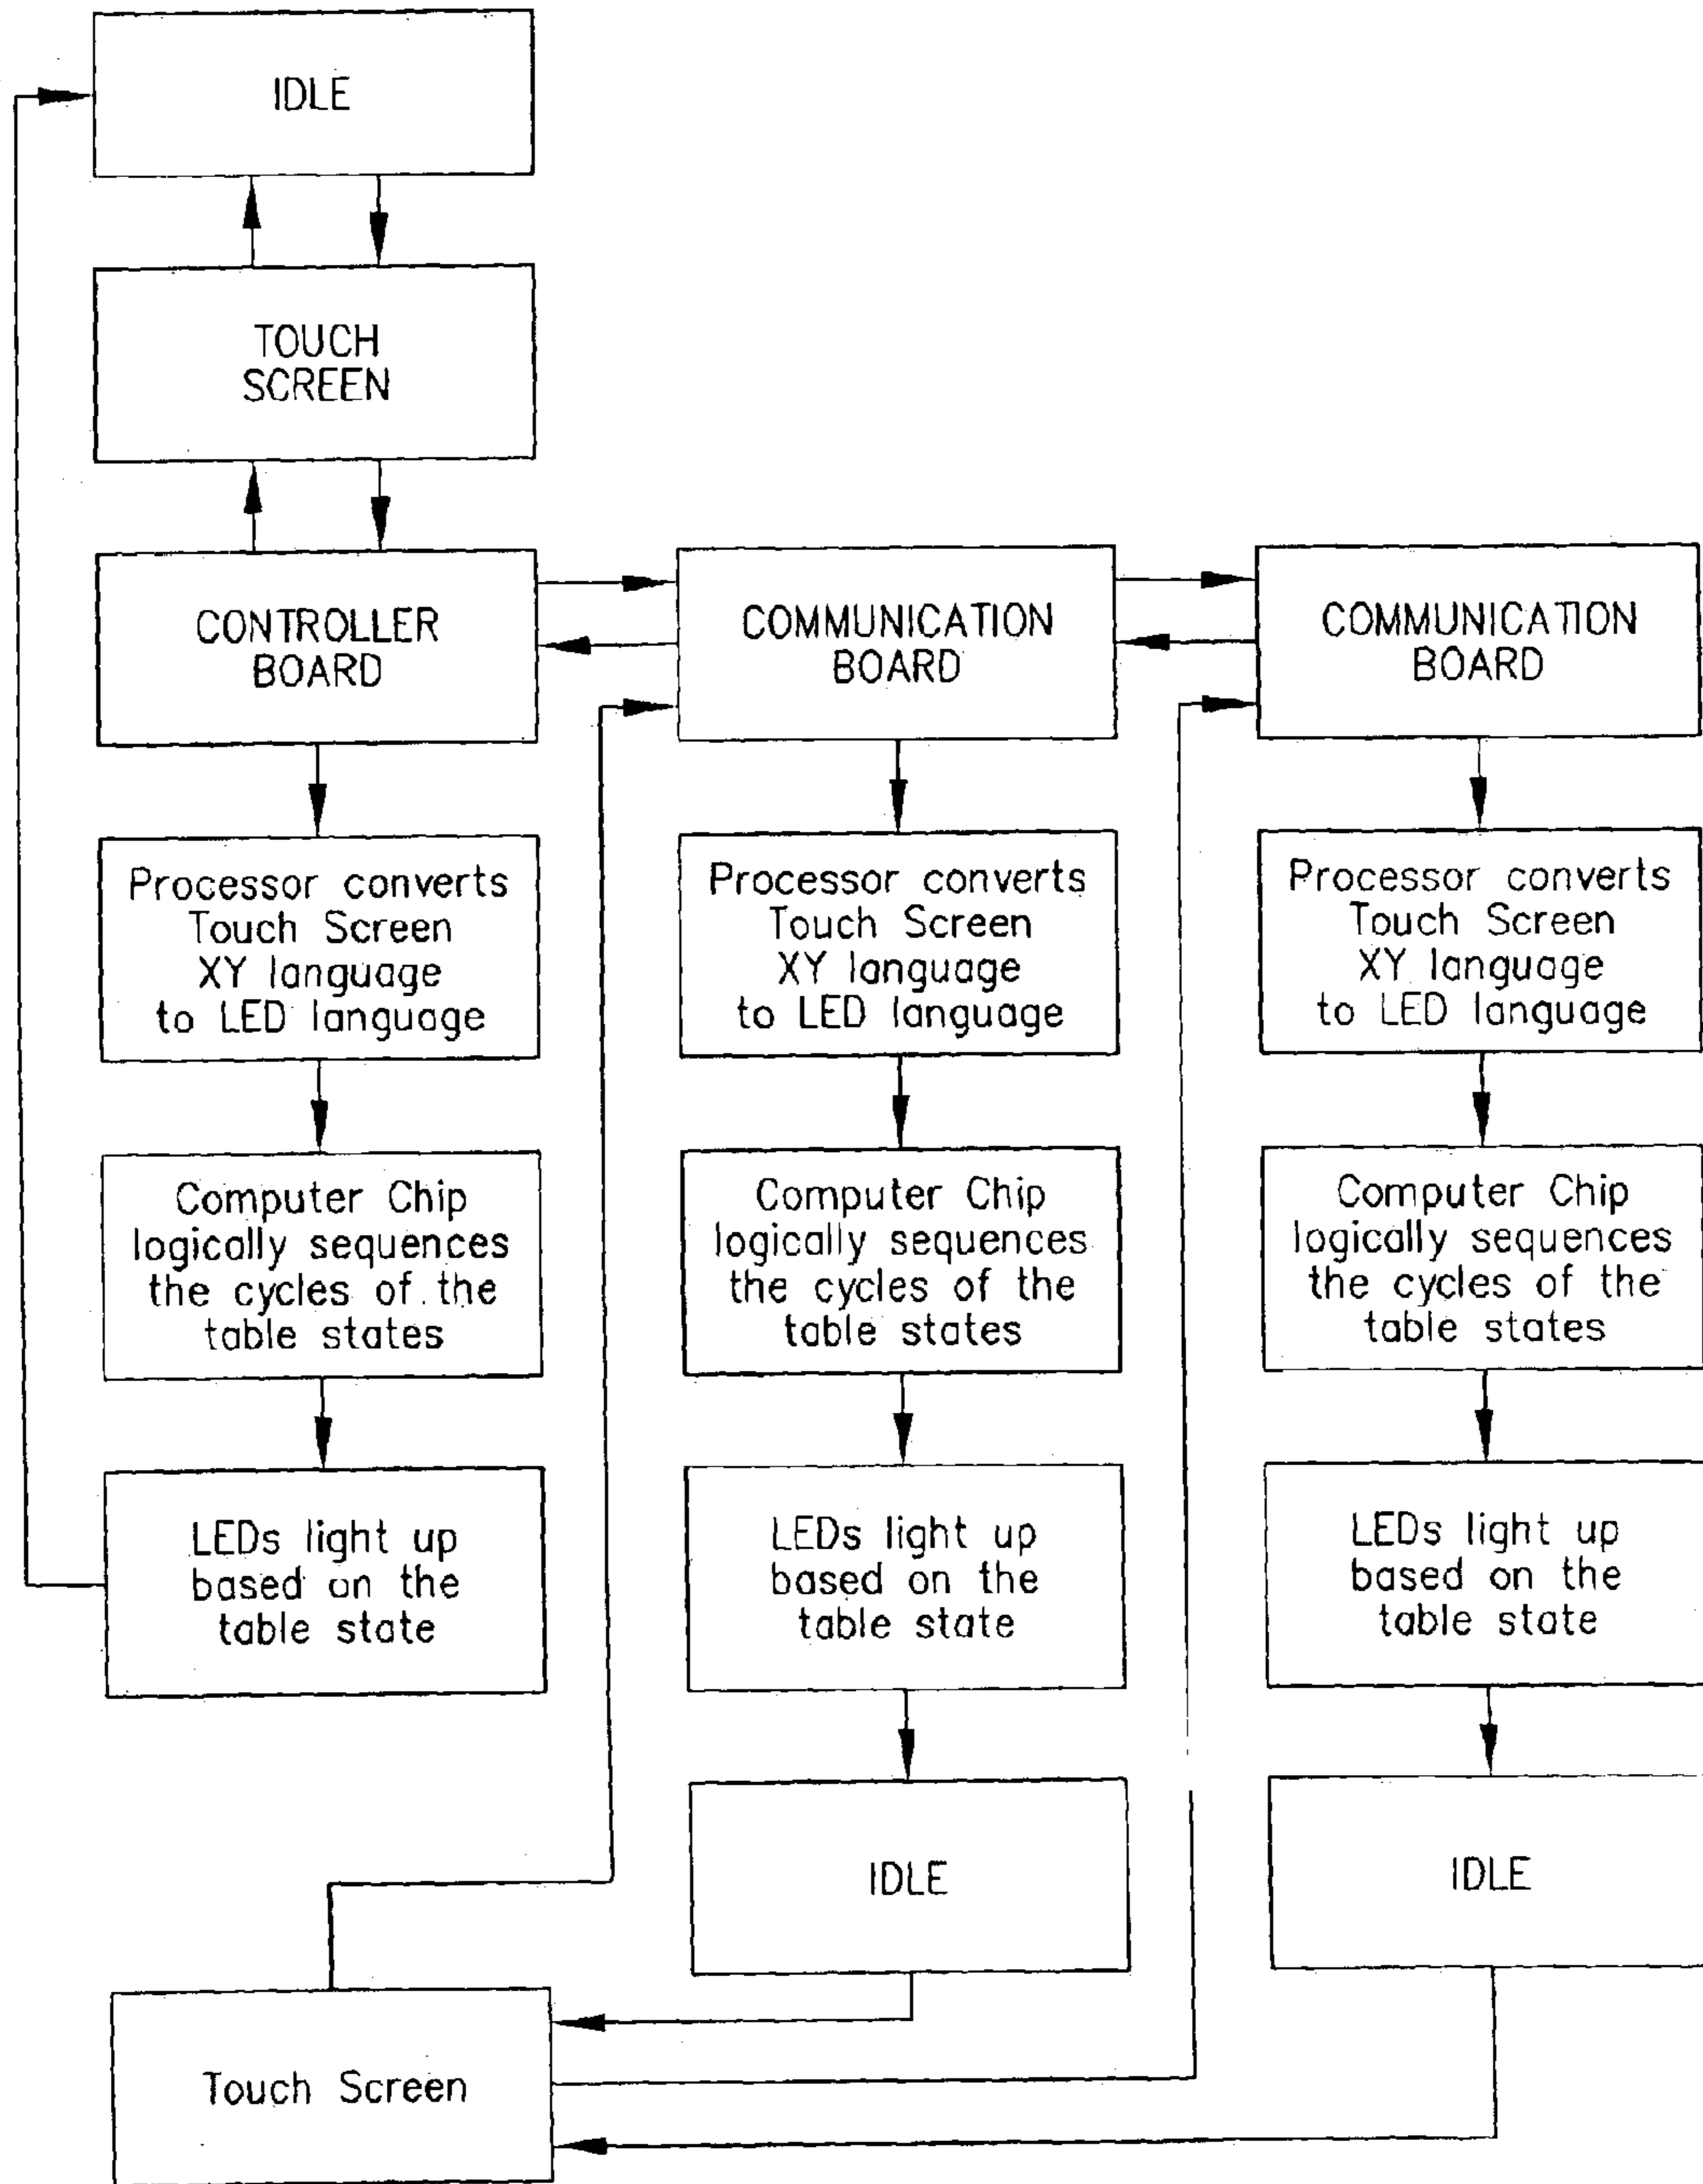 IDLE
TOUCH
SCREEN
CONTROLLER
BOARD
COMMUNICATION
BOARD
COMMUNICATION
BOARD
Processor converts
Touch Screen
XY language
to LED language
Processor converts
Touch Screen
XY language
to LED language
Processor converts
Touch Screen
XY language
to LED language
Computer Chip
logically sequences
the cycles of the
table states
Computer Chip
logically sequences
the cycles of the
table states
Computer Chip
logically sequences
the cycles of the
table states
LEDs light up
based on the
table state
LEDs light up
based on the
table state
LEDs light up
based on the
table state
IDLE
IDLE
Touch Screen